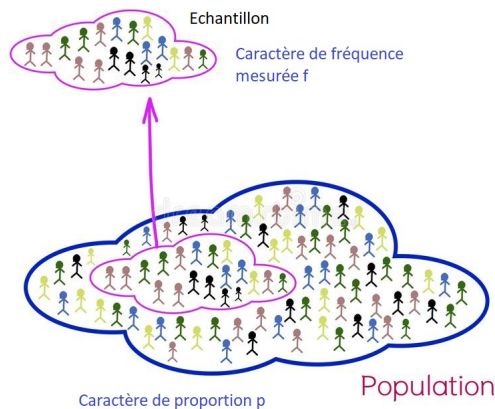 Echantillon
Caractère de fréquence
mesurée f
Population
Caractère de proportion p